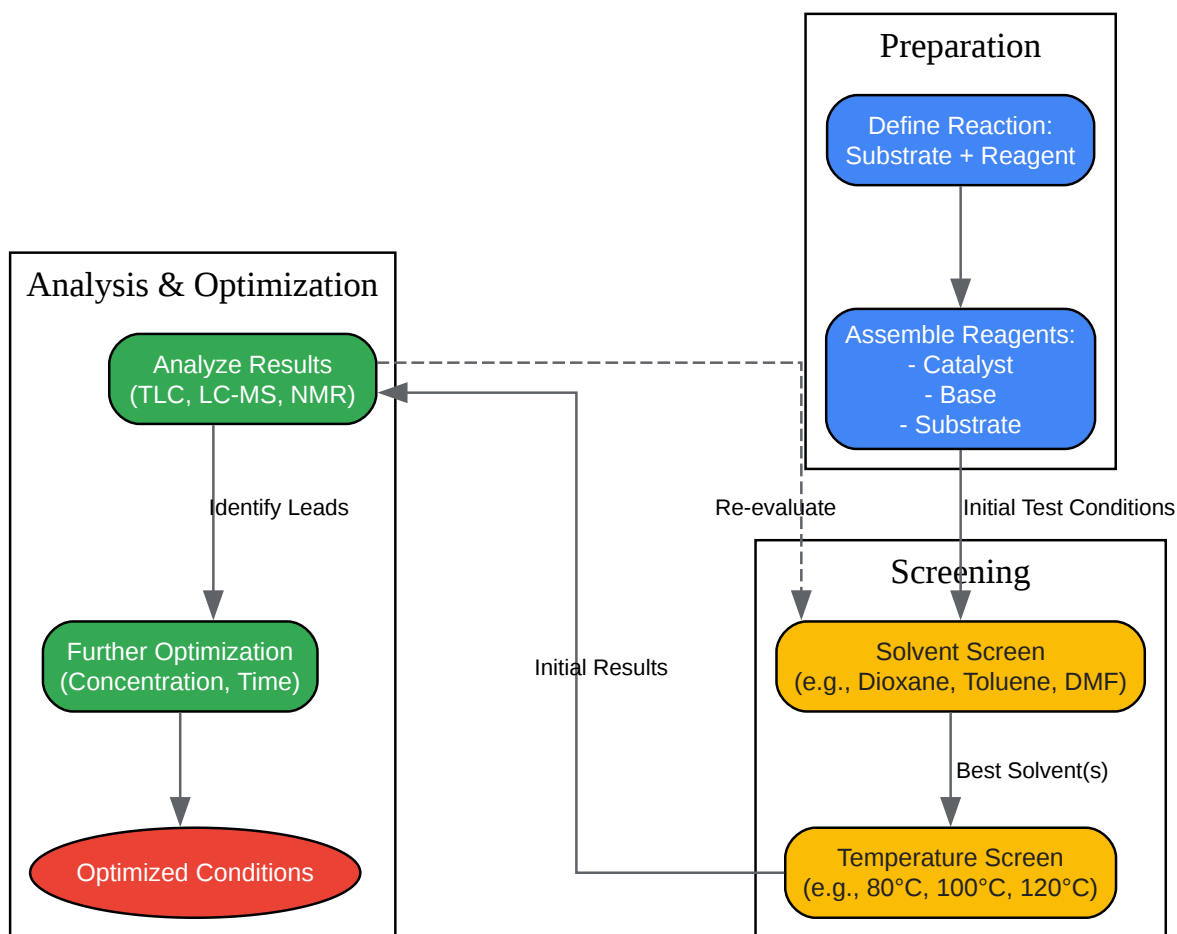 Preparation
Define Reaction:
Substrate + Reagent
Assemble Reagents:
- Catalyst
- Base
- Substrate
Initial Test Conditions
Re-evaluate
Screening
Solvent Screen
(e.g., Dioxane, Toluene, DMF)
Best Solvent(s)
Temperature Screen
(e.g., 80°C, 100°C, 120°C)
Initial Results
Analysis & Optimization
Analyze Results
(TLC, LC-MS, NMR)
Identify Leads
Further Optimization
(Concentration, Time)
Optimized Conditions